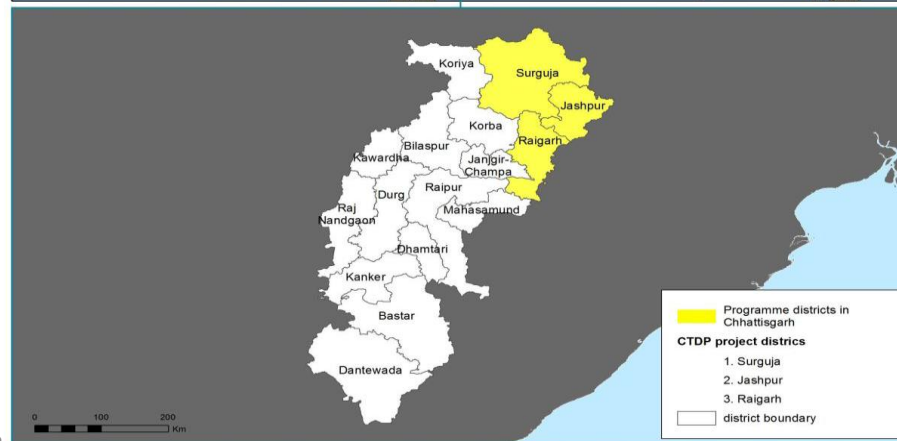 Koriya
Surguja
Jashpur
Korba
Raigarh
Bilaspur
Kawardha
Janjgir-
Champa
Durg
Raipur
Raj
Nandgaon
Mahasamund
Dhamtari
Kanker
Bastar
Dantewada
0 100 200
Km
Programme districts in
Chhattisgarh
CTDP project districs
1. Surguja
2. Jashpur
3. Raigarh
district boundary